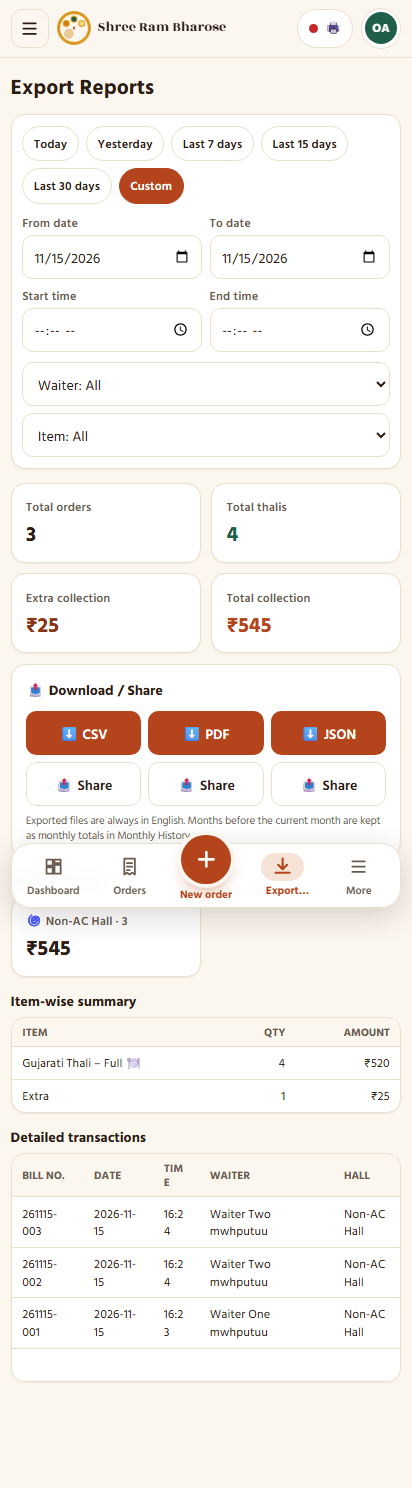 Shree Ram Bharose
OA
Export Reports
Today
Yesterday
Last 7 days
Last 15 days
Last 30 days
Custom
From date
To date
11/15/2026
11/15/2026
Start time
End time
--:-- --
--:-- --
Waiter: All
Item: All
Total orders
Total thalis
3
4
Extra collection
Total collection
₹25
₹545
Download / Share
CSV
PDF
JSON
Share
Share
Share
Exported files are always in English. Months before the current month are kept
as monthly totals in Monthly History.
Dashboard
Orders
New order
Export...
More
Non-AC Hall · 3
₹545
Item-wise summary
ITEM QTY AMOUNT
Gujarati Thali – Full 4 ₹520
Extra 1 ₹25
Detailed transactions
BILL NO. DATE TIM
E WAITER HALL
261115-
003 2026-11-
15 16:2
4 Waiter Two
mwhputuu Non-AC
Hall
261115-
002 2026-11-
15 16:2
4 Waiter Two
mwhputuu Non-AC
Hall
261115-
001 2026-11-
15 16:2
3 Waiter One
mwhputuu Non-AC
Hall